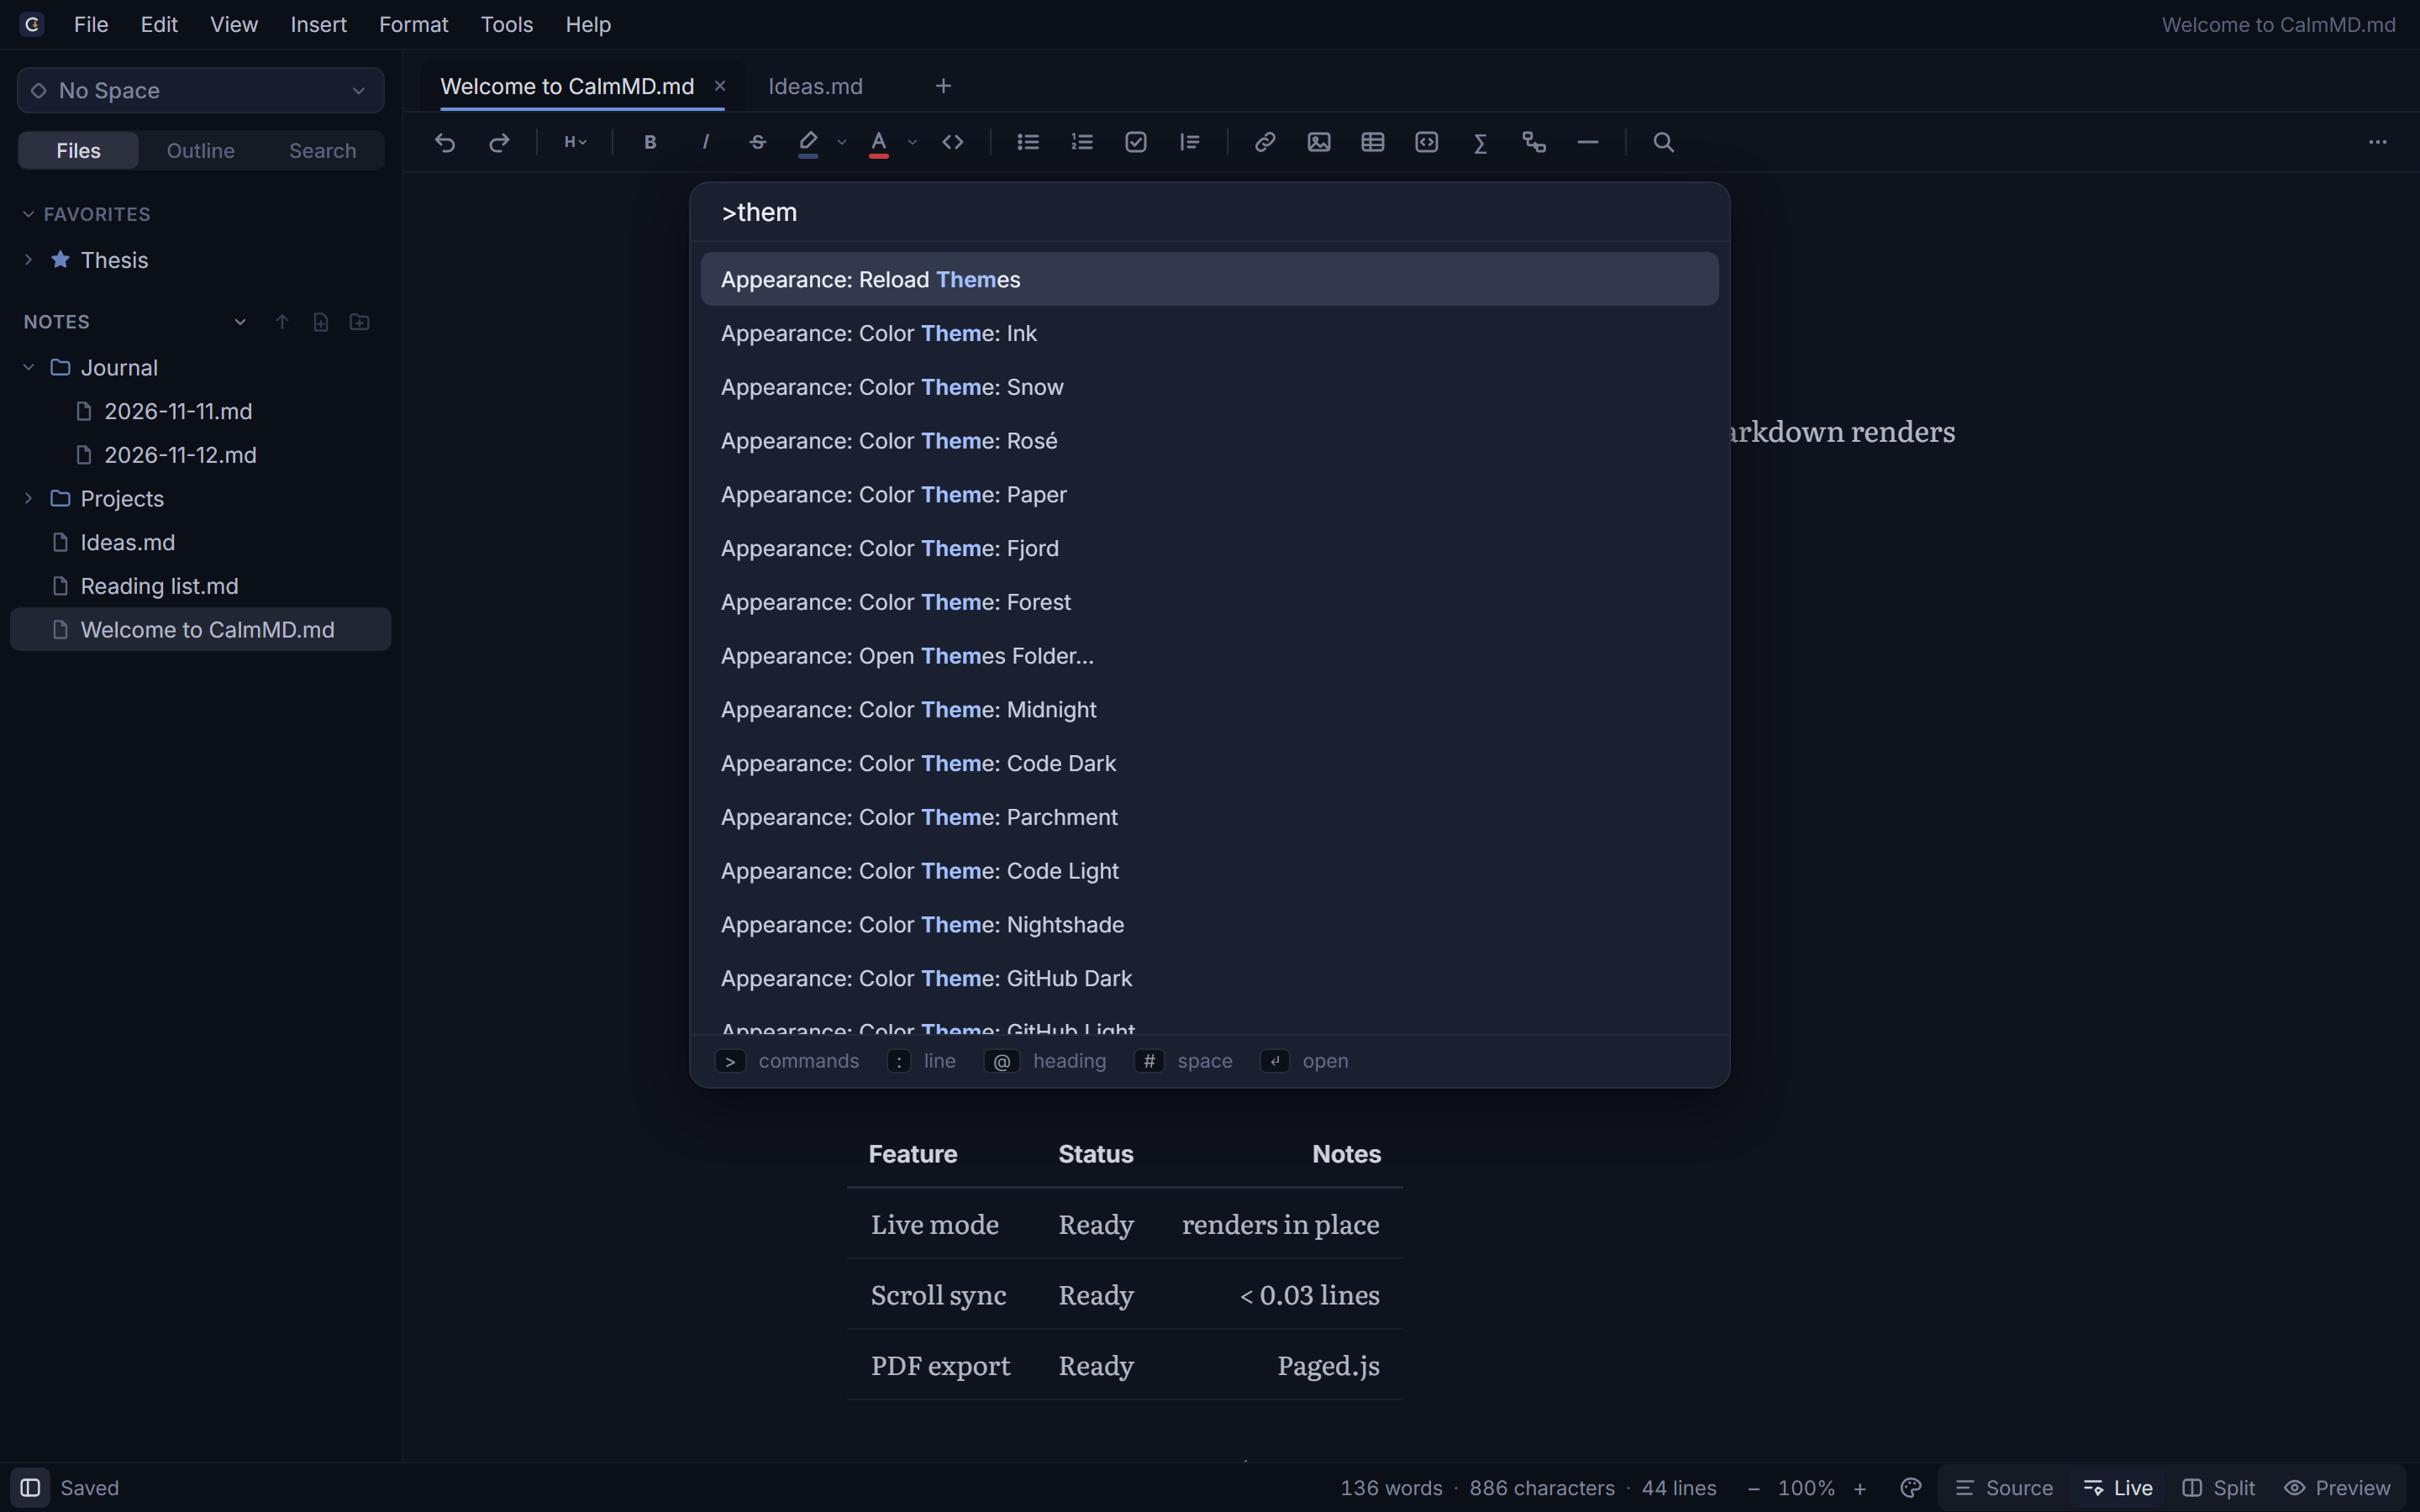 File Edit View Insert Format Tools Help
Welcome to CalmMD.md
No Space
Files Outline Search
FAVORITES
Thesis
NOTES
Journal
2026-11-11.md
2026-11-12.md
Projects
Ideas.md
Reading list.md
Welcome to CalmMD.md
Welcome to CalmMD.md
Ideas.md
>them
Appearance: Reload Themes
Appearance: Color Theme: Ink
Appearance: Color Theme: Snow
Appearance: Color Theme: Rosé
Appearance: Color Theme: Paper
Appearance: Color Theme: Fjord
Appearance: Color Theme: Forest
Appearance: Open Themes Folder...
Appearance: Color Theme: Midnight
Appearance: Color Theme: Code Dark
Appearance: Color Theme: Parchment
Appearance: Color Theme: Code Light
Appearance: Color Theme: Nightshade
Appearance: Color Theme: GitHub Dark
Appearance: Color Theme: GitHub Light
> commands : line @ heading # space ↵ open
arkdown renders
Feature Status Notes
Live mode Ready renders in place
Scroll sync Ready < 0.03 lines
PDF export Ready Paged.js
Saved
136 words · 886 characters · 44 lines − 100% + Source Live Split Preview